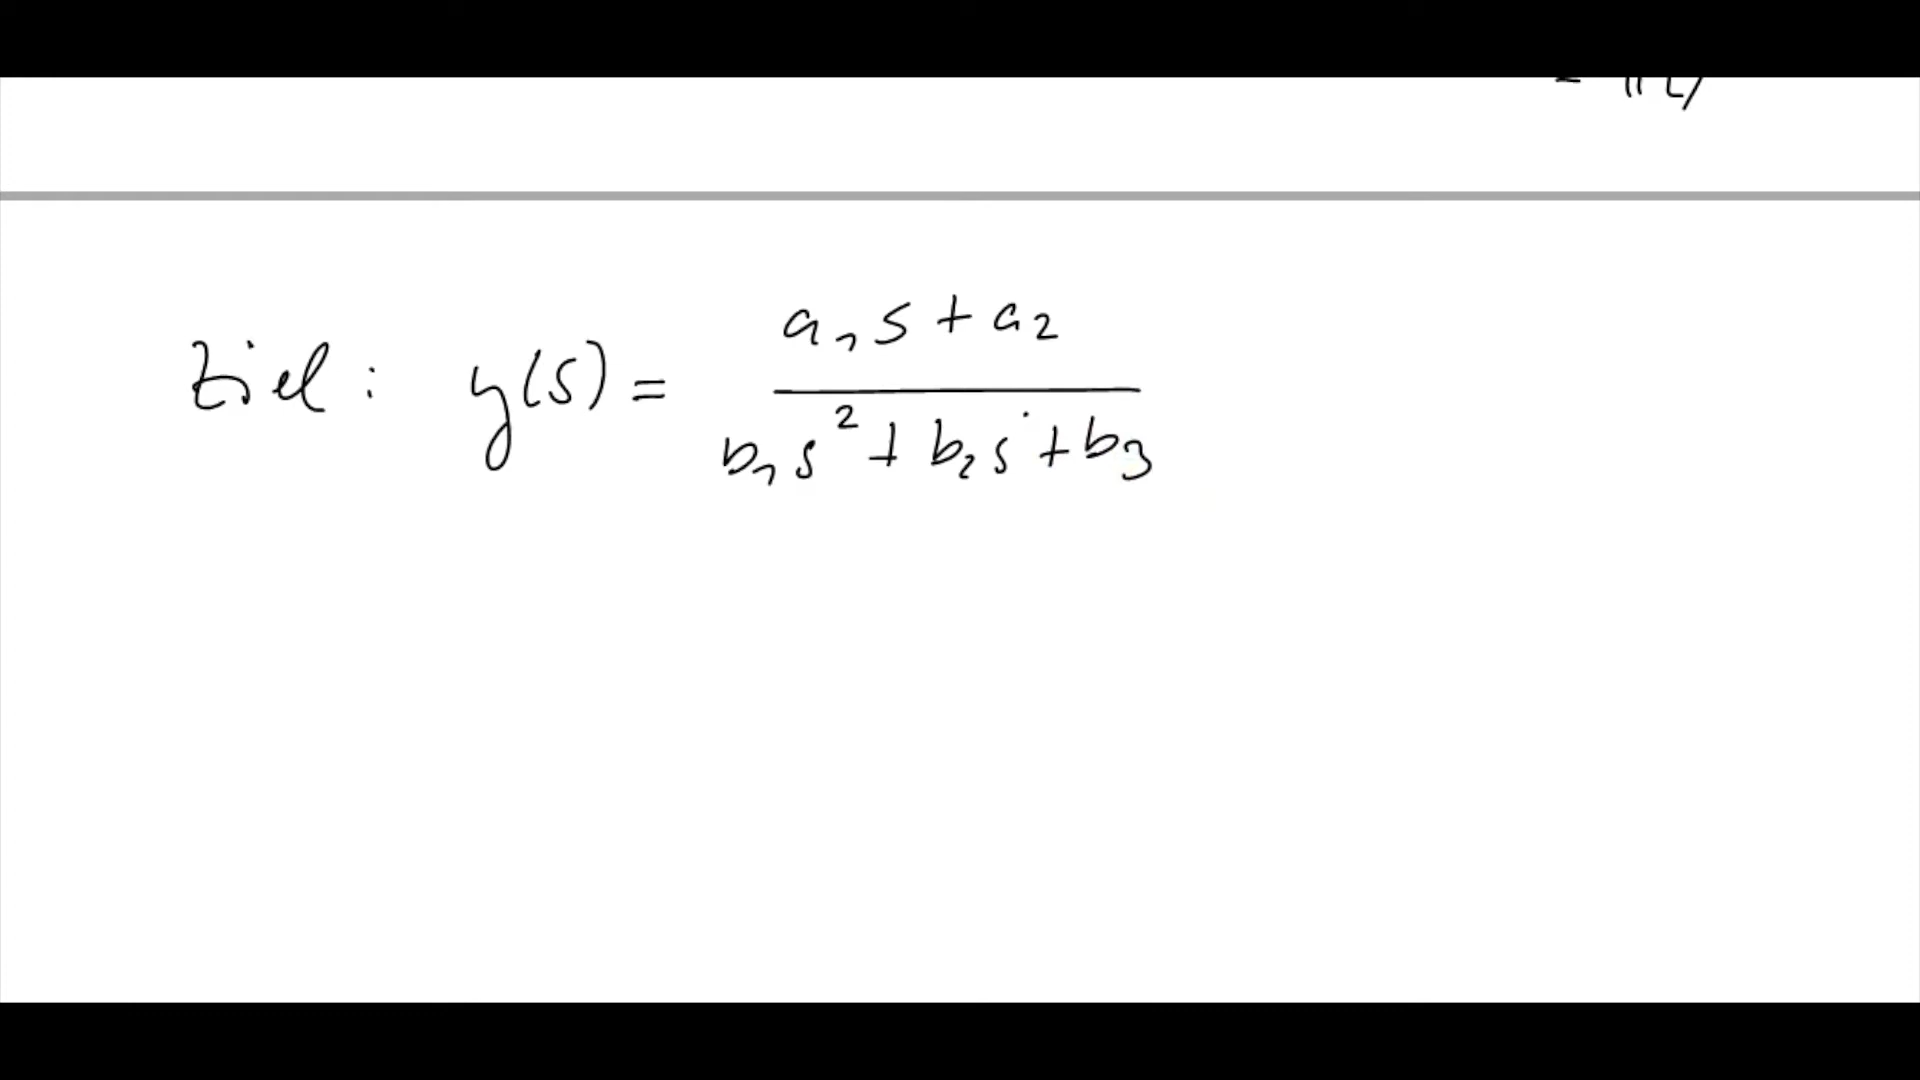 Ziel: y(s) = (a₁s + a₂) / (b₁s² + b₂s + b₃)